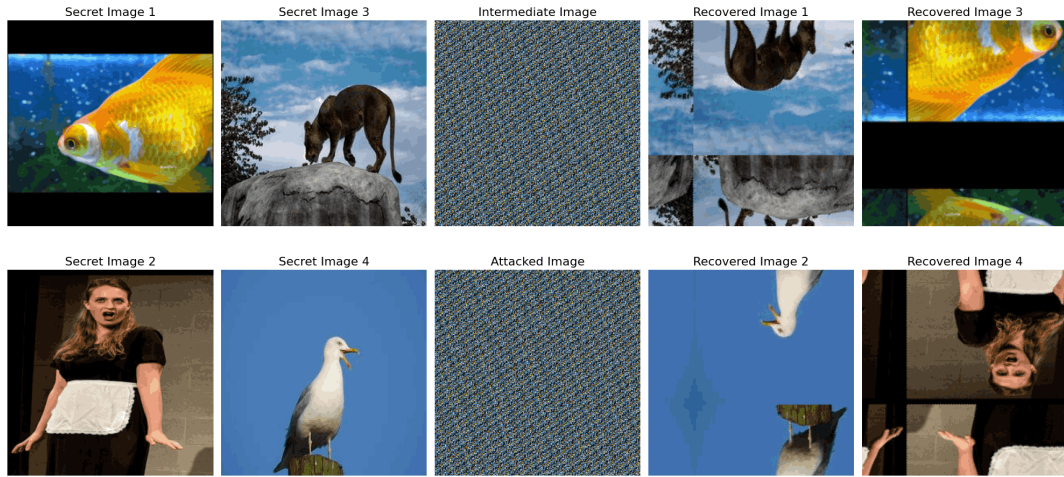 Secret Image 1
Secret Image 3
Intermediate Image
Recovered Image 1
Recovered Image 3
Secret Image 2
Secret Image 4
Attacked Image
Recovered Image 2
Recovered Image 4